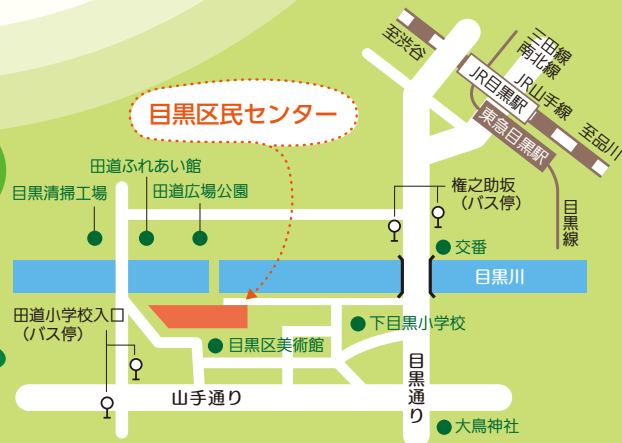 至渋谷
三田線
南北線
JR目黒駅
JR山手線
東急目黒駅
至品川
目黒区民センター
田道ふれあい館
目黒清掃工場
田道広場公園
権之助坂
(バス停)
目黒線
交番
目黒川
田道小学校入口
(バス停)
下目黒小学校
目黒区美術館
目黒通り
山手通り
大鳥神社